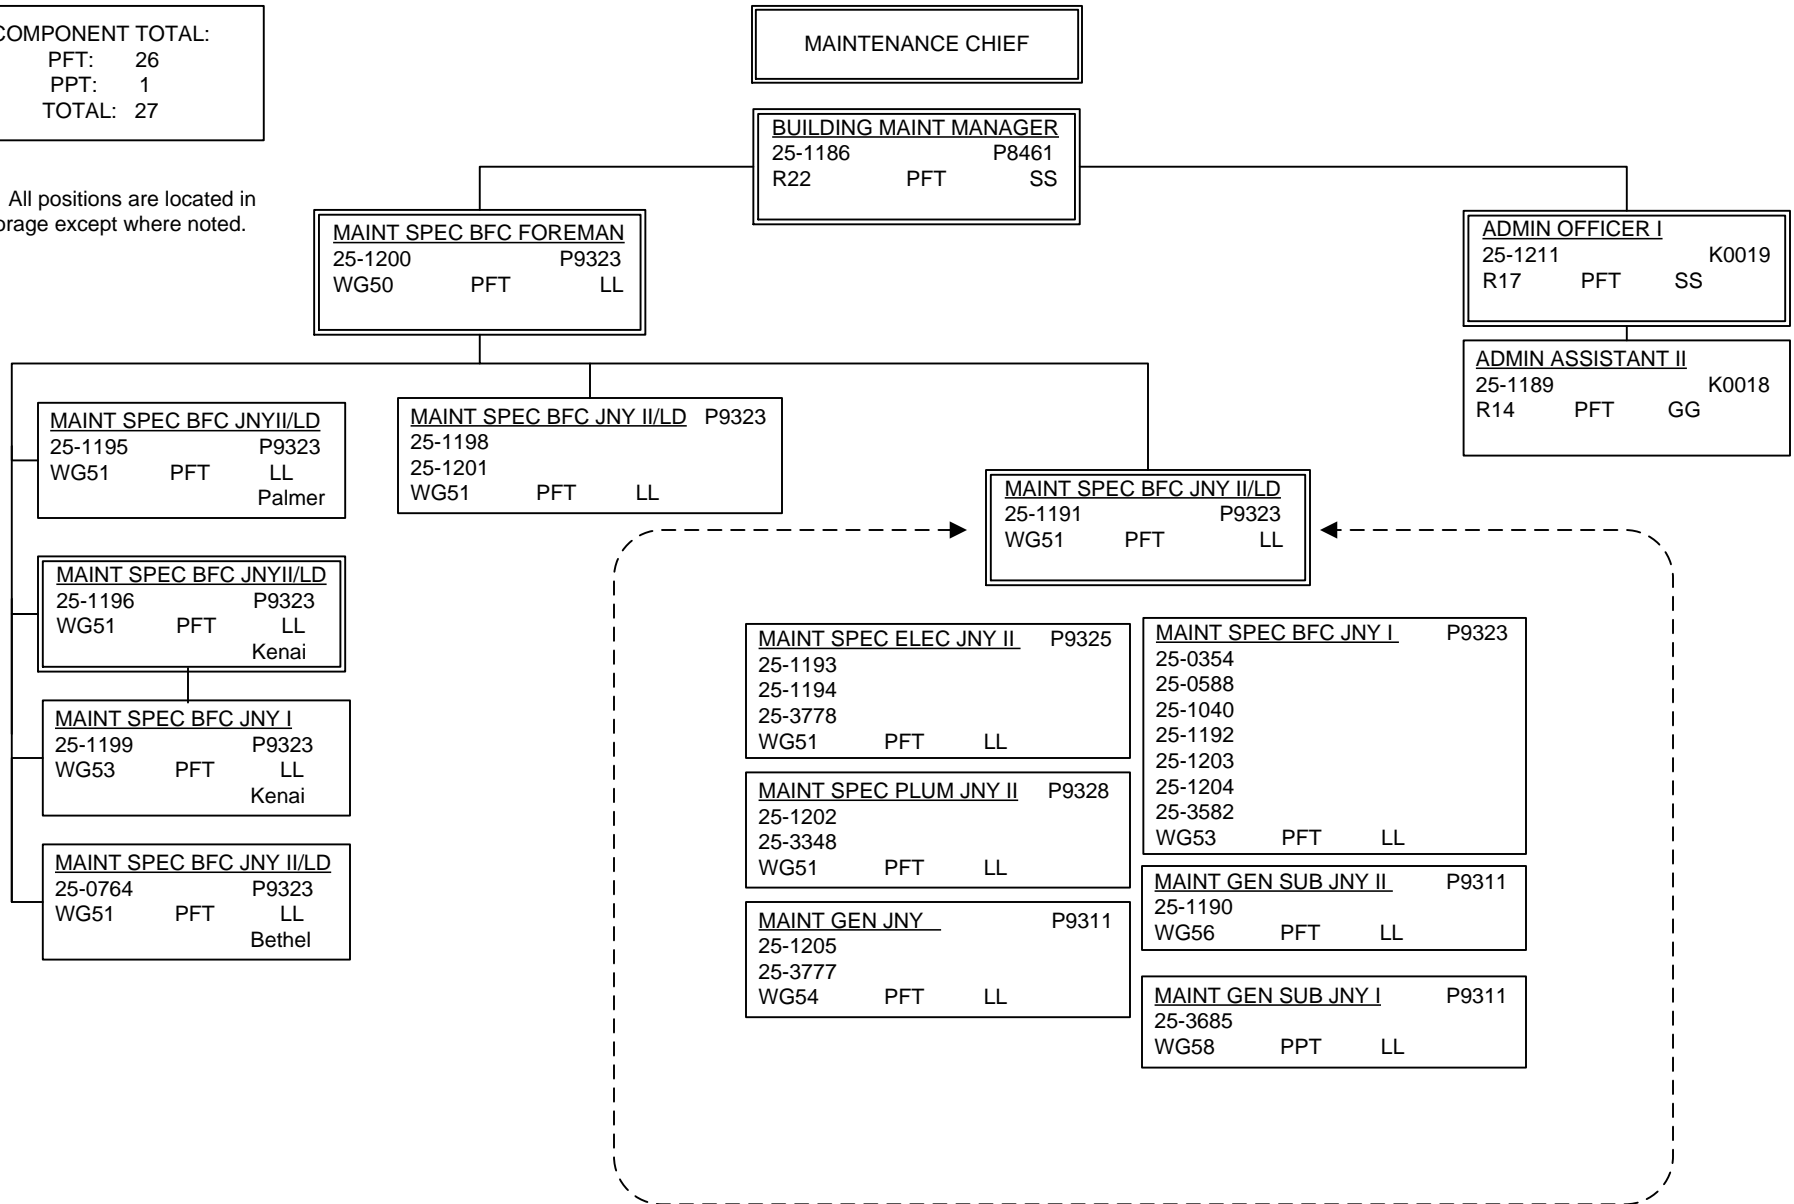 COMPONENT TOTAL:
PFT: 26
PPT: 1
TOTAL: 27
All positions are located in
except where noted.
MAINTENANCE CHIEF
BUILDING MAINT MANAGER
25-1186 P8461
R22 PFT SS
MAINT SPEC BFC FOREMAN
25-1200 P9323
WG50 PFT LL
ADMIN OFFICER I
25-1211 K0019
R17 PFT SS
ADMIN ASSISTANT II
25-1189 K0018
R14 PFT GG
MAINT SPEC BFC JNYII/LD
25-1195 P9323
WG51 PFT LL
Palmer
MAINT SPEC BFC JNYII/LD
25-1196 P9323
WG51 PFT LL
Kenai
MAINT SPEC BFC JNY I
25-1199 P9323
WG53 PFT LL
Kenai
MAINT SPEC BFC JNY II/LD
25-0764 P9323
WG51 PFT LL
Bethel
MAINT SPEC BFC JNY II/LD P9323
25-1198
25-1201
WG51 PFT LL
MAINT SPEC BFC JNY II/LD
25-1191 P9323
WG51 PFT LL
MAINT SPEC ELEC JNY II P9325
25-1193
25-1194
25-3778
WG51 PFT LL
MAINT SPEC PLUM JNY II P9328
25-1202
25-3348
WG51 PFT LL
MAINT GEN JNY P9311
25-1205
25-3777
WG54 PFT LL
MAINT SPEC BFC JNY I P9323
25-0354
25-0588
25-1040
25-1192
25-1203
25-1204
25-3582
WG53 PFT LL
MAINT GEN SUB JNY II P9311
25-1190
WG56 PFT LL
MAINT GEN SUB JNY I P9311
25-3685
WG58 PPT LL